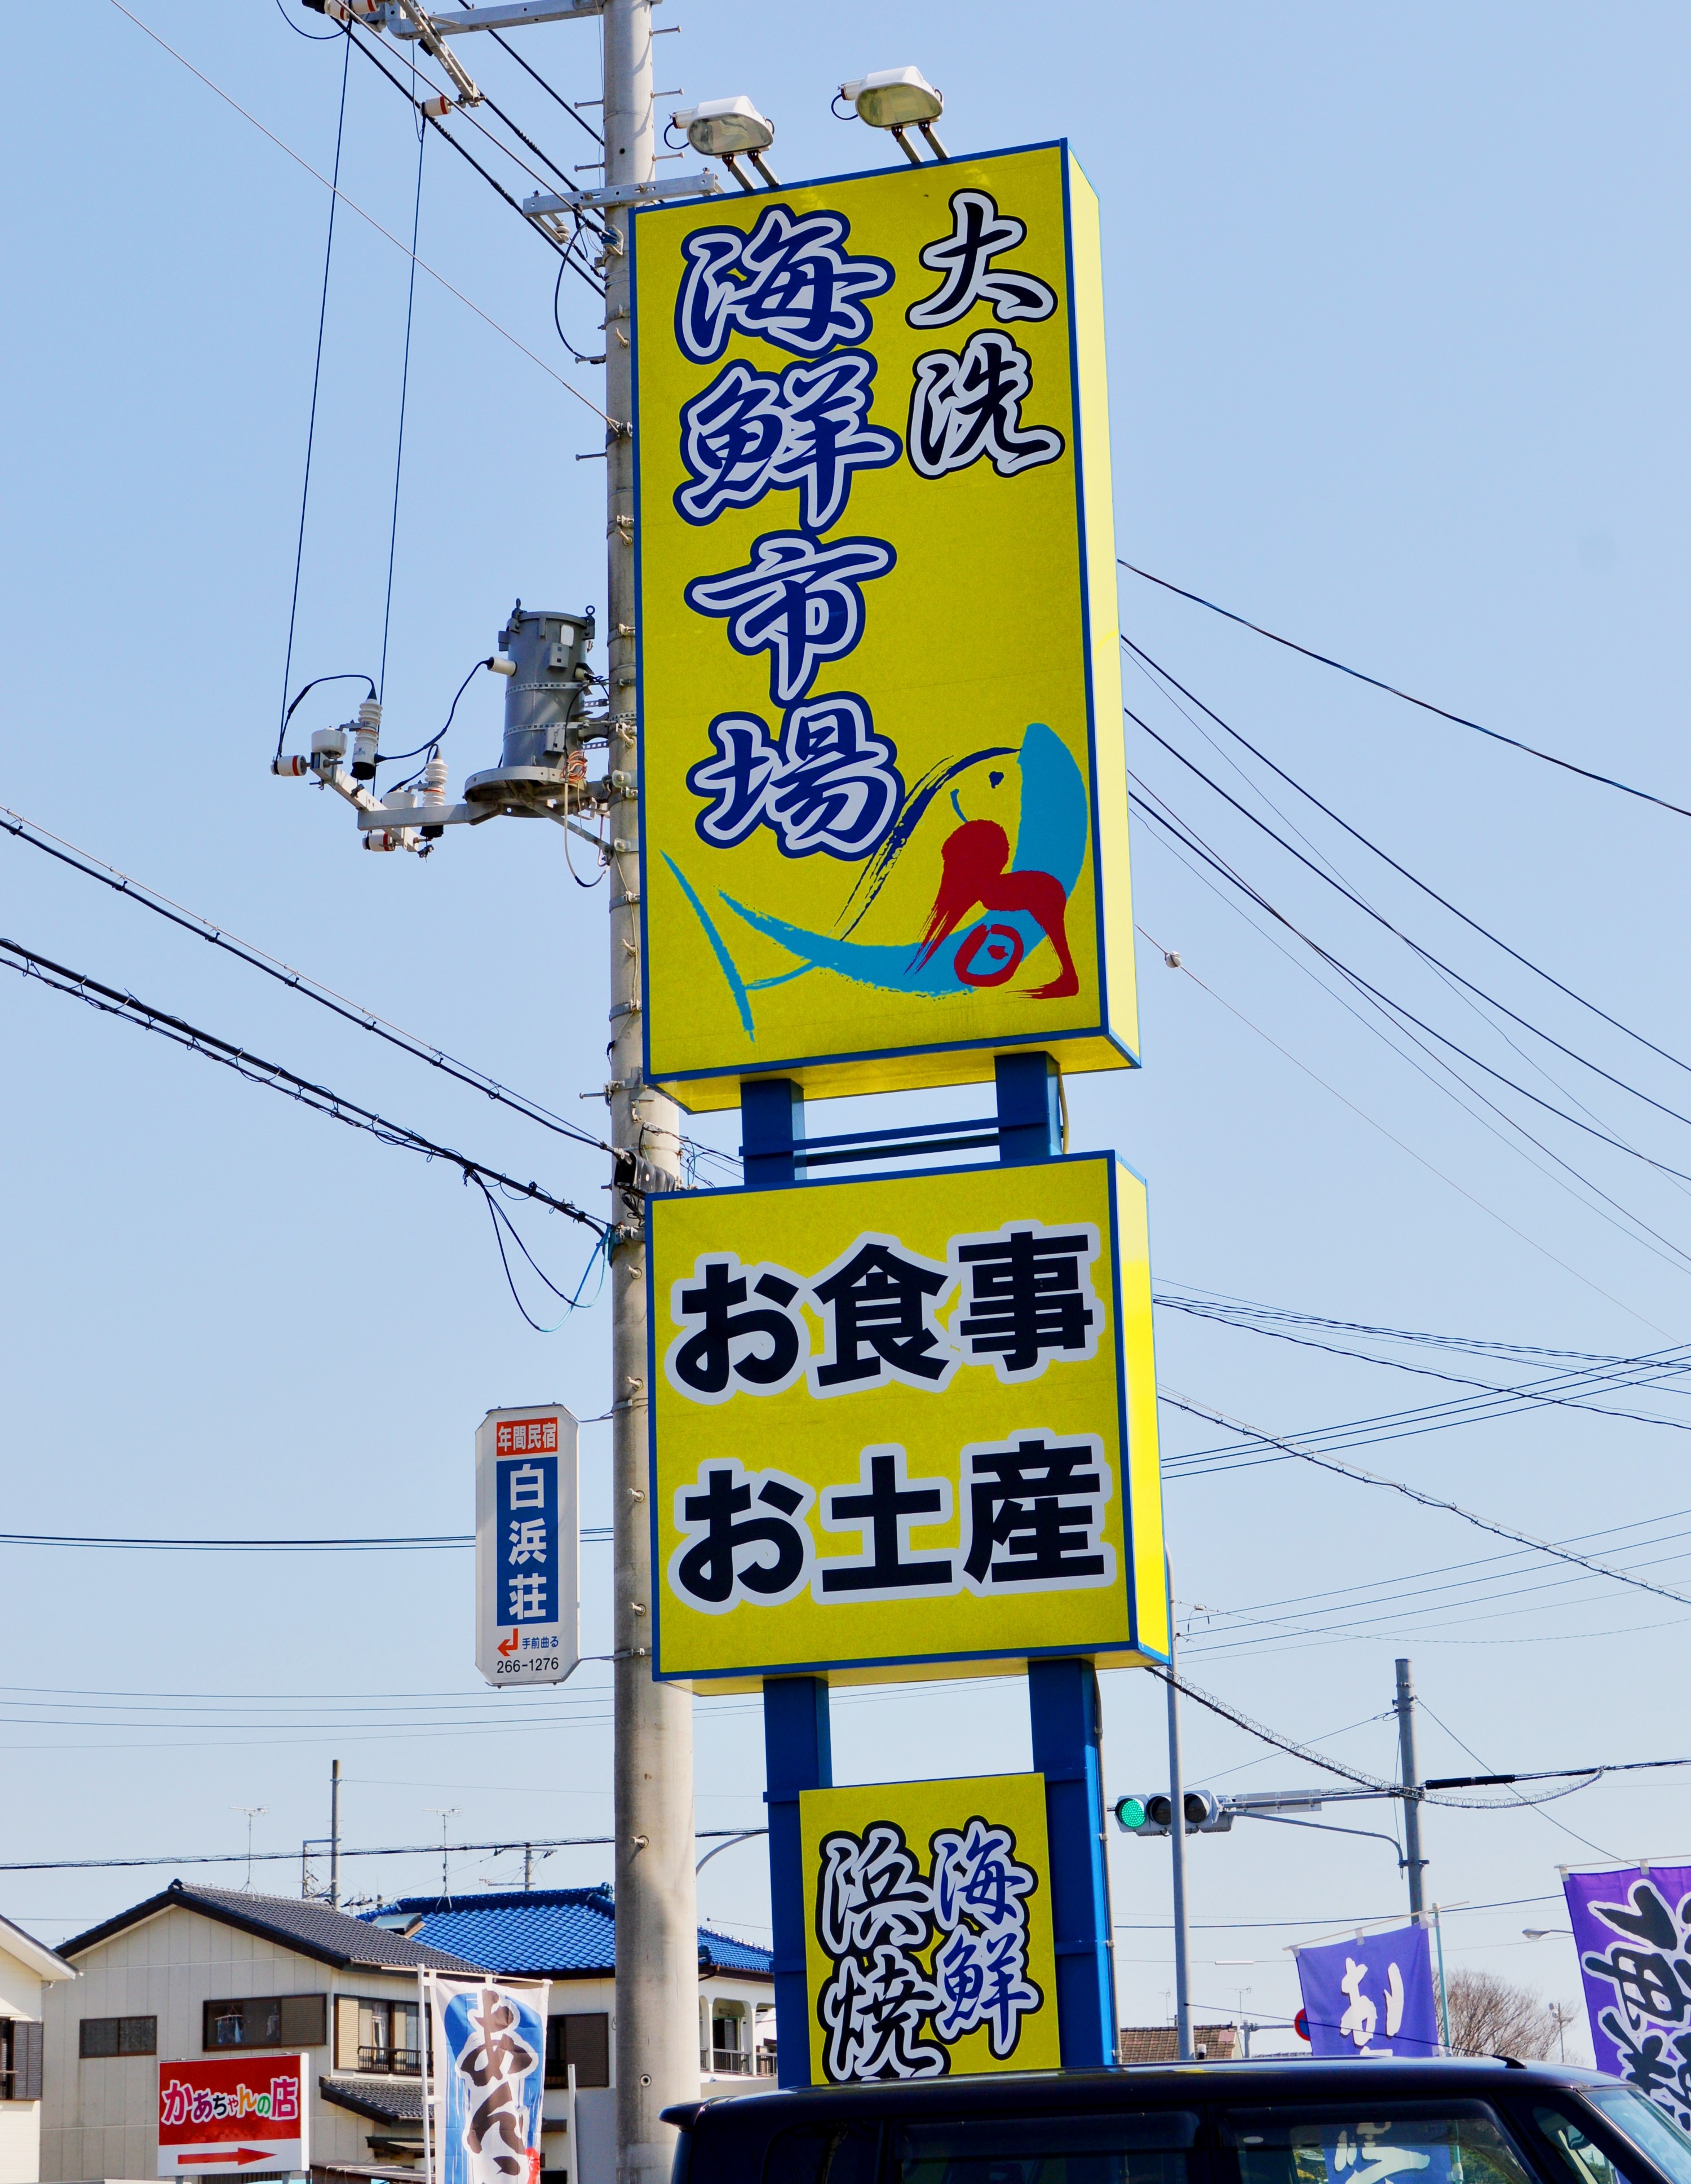 大洗
海鮮市場
お食事
お土産
年間民宿
白浜荘
手前曲る
266-1276
海鮮
浜焼
かあちゃんの店